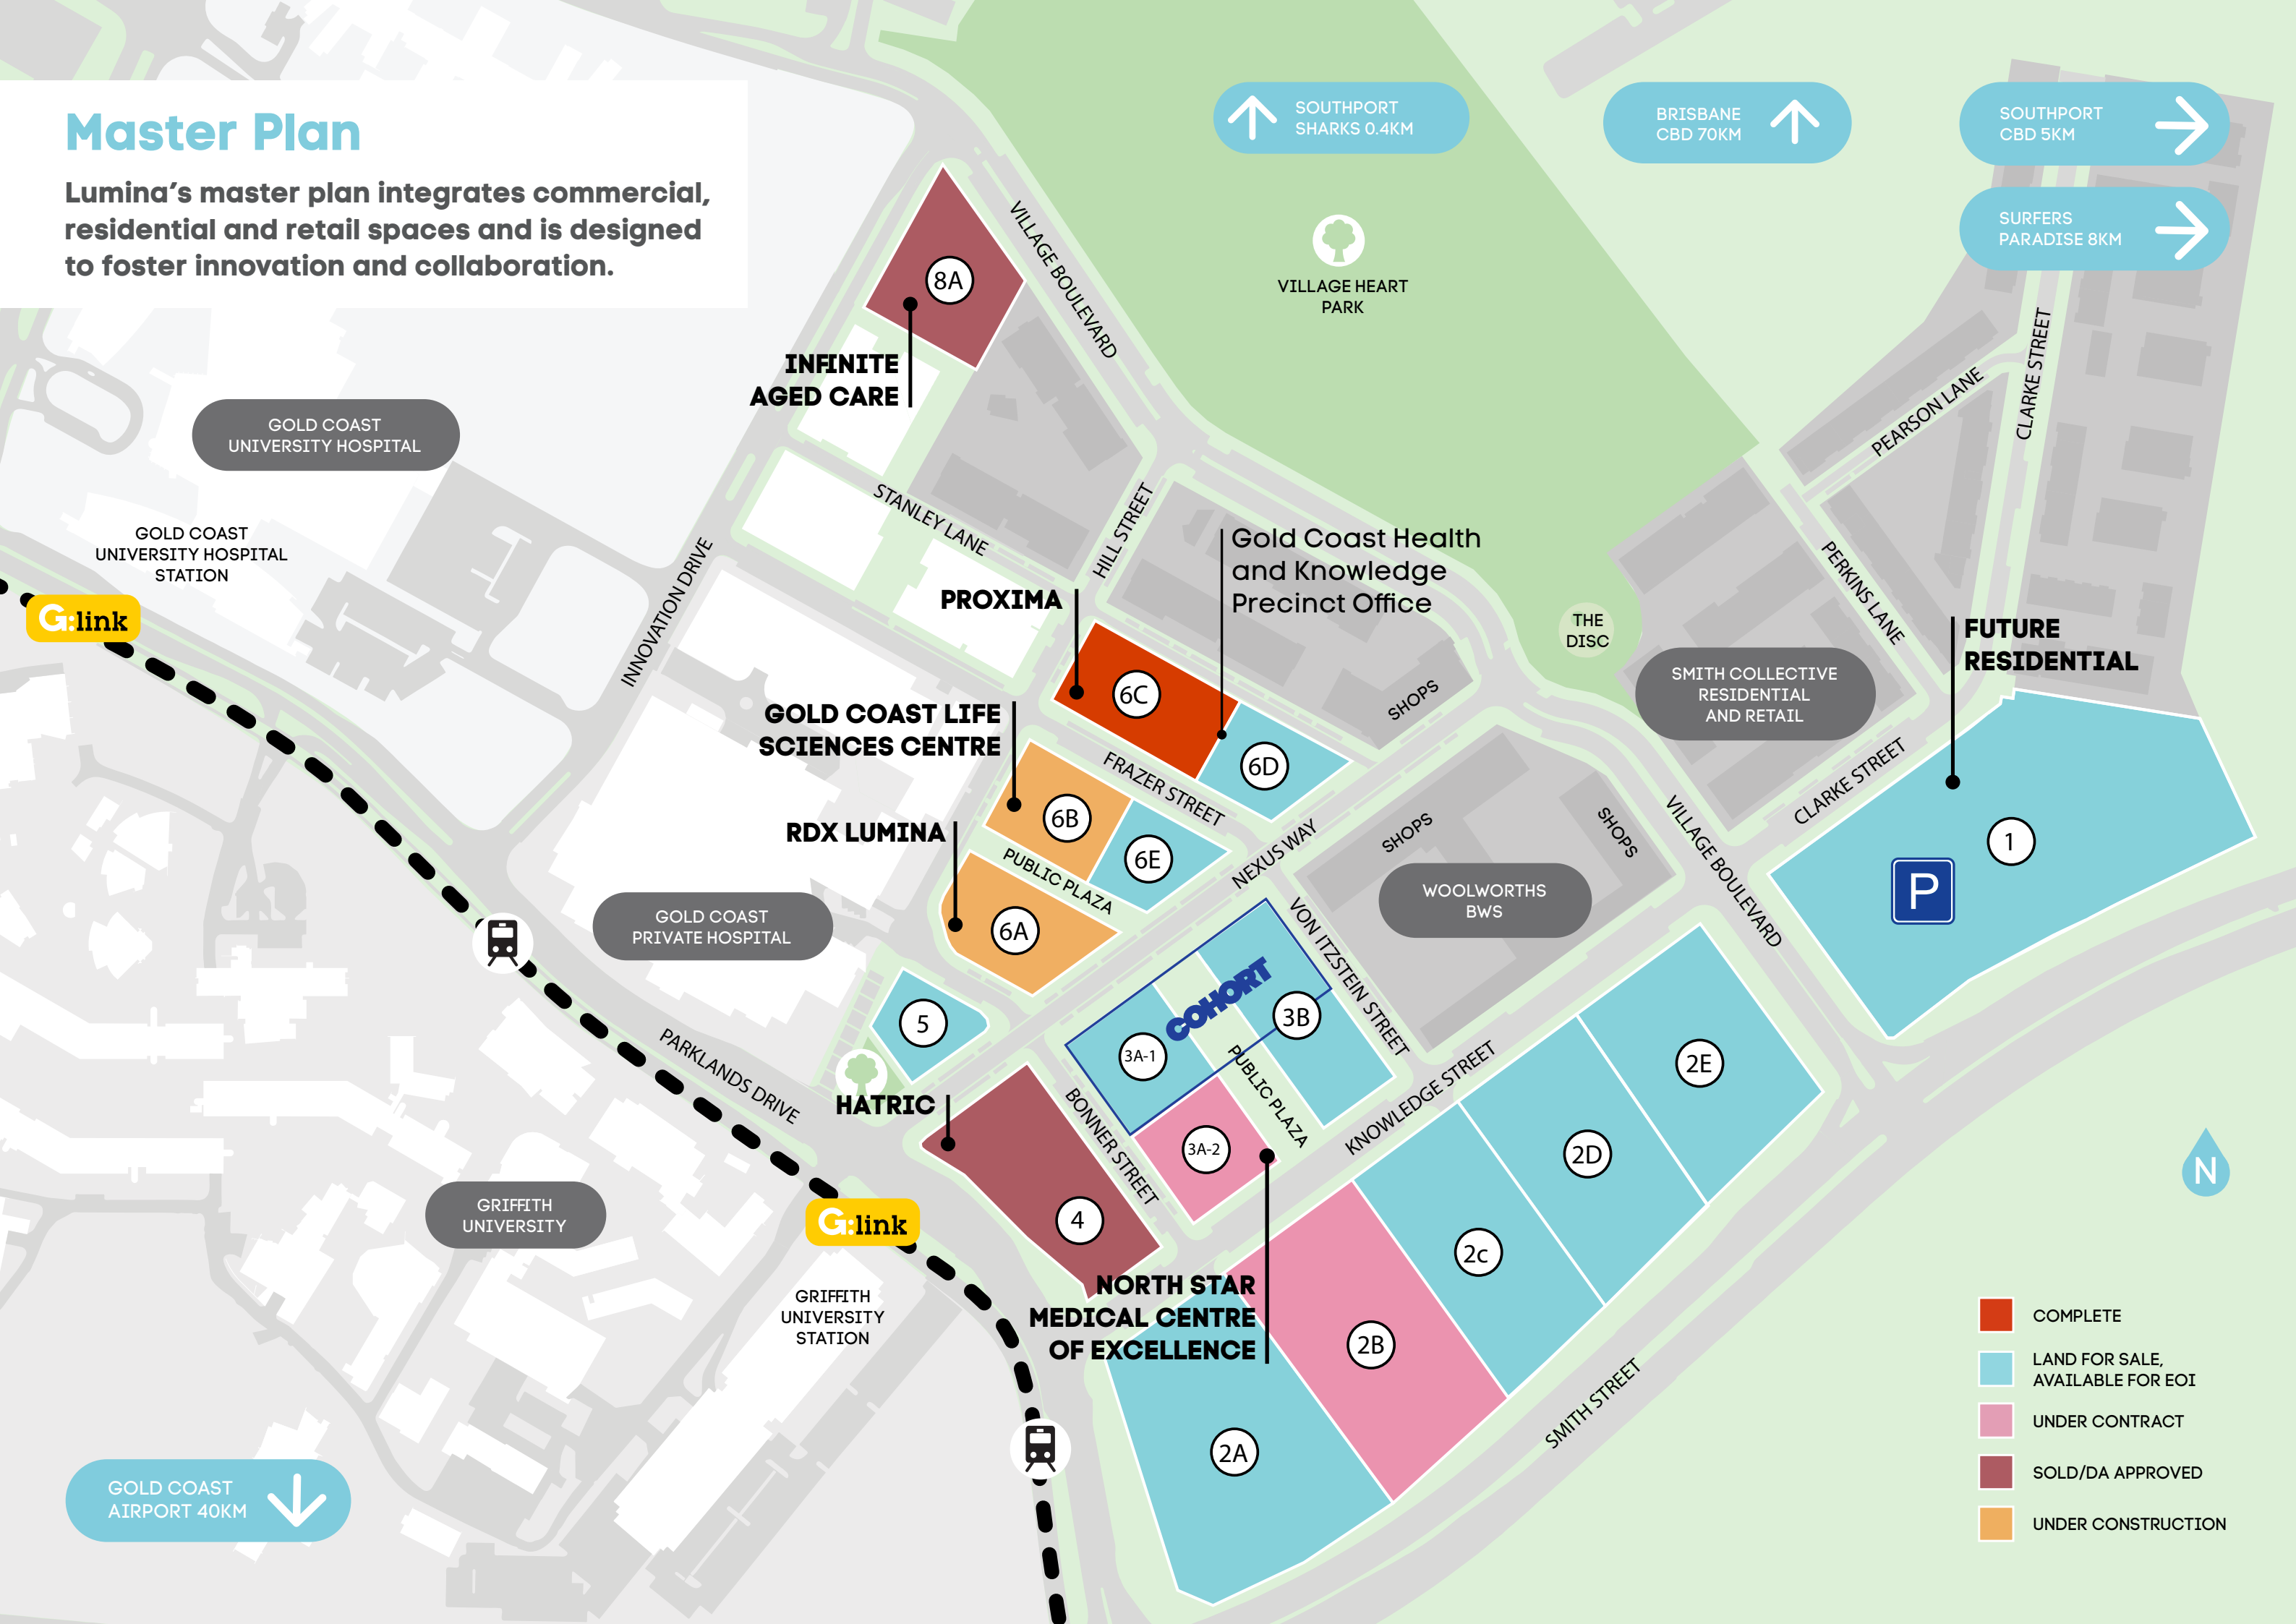 Master Plan
Lumina’s master plan integrates commercial,
residential and retail spaces and is designed
to foster innovation and collaboration.
SOUTHPORT
SHARKS 0.4KM
BRISBANE
CBD 70KM
SOUTHPORT
CBD 5KM
SURFERS
PARADISE 8KM
VILLAGE HEART
PARK
VILLAGE BOULEVARD
8A
INFINITE
AGED CARE
GOLD COAST
UNIVERSITY HOSPITAL
GOLD COAST
UNIVERSITY HOSPITAL
STATION
G:link
STANLEY LANE
HILL STREET
INNOVATION DRIVE
PEARSON LANE
CLARKE STREET
PERKINS LANE
Gold Coast Health
and Knowledge
Precinct Office
PROXIMA
THE
DISC
FUTURE
RESIDENTIAL
SMITH COLLECTIVE
RESIDENTIAL
AND RETAIL
6C
SHOPS
GOLD COAST LIFE
SCIENCES CENTRE
6D
FRAZER STREET
CLARKE STREET
6B
RDX LUMINA
6E
PUBLIC PLAZA
NEXUS WAY
SHOPS
SHOPS
VILLAGE BOULEVARD
1
P
WOOLWORTHS
BWS
GOLD COAST
PRIVATE HOSPITAL
6A
VON ITZSTEIN STREET
COHORT
5
3B
3A-1
PUBLIC PLAZA
PARKLANDS DRIVE
KNOWLEDGE STREET
2E
HATRIC
BONNER STREET
3A-2
2D
N
GRIFFITH
UNIVERSITY
G:link
4
2c
GRIFFITH
UNIVERSITY
STATION
NORTH STAR
MEDICAL CENTRE
OF EXCELLENCE
2B
SMITH STREET
2A
GOLD COAST
AIRPORT 40KM
COMPLETE
LAND FOR SALE,
AVAILABLE FOR EOI
UNDER CONTRACT
SOLD/DA APPROVED
UNDER CONSTRUCTION